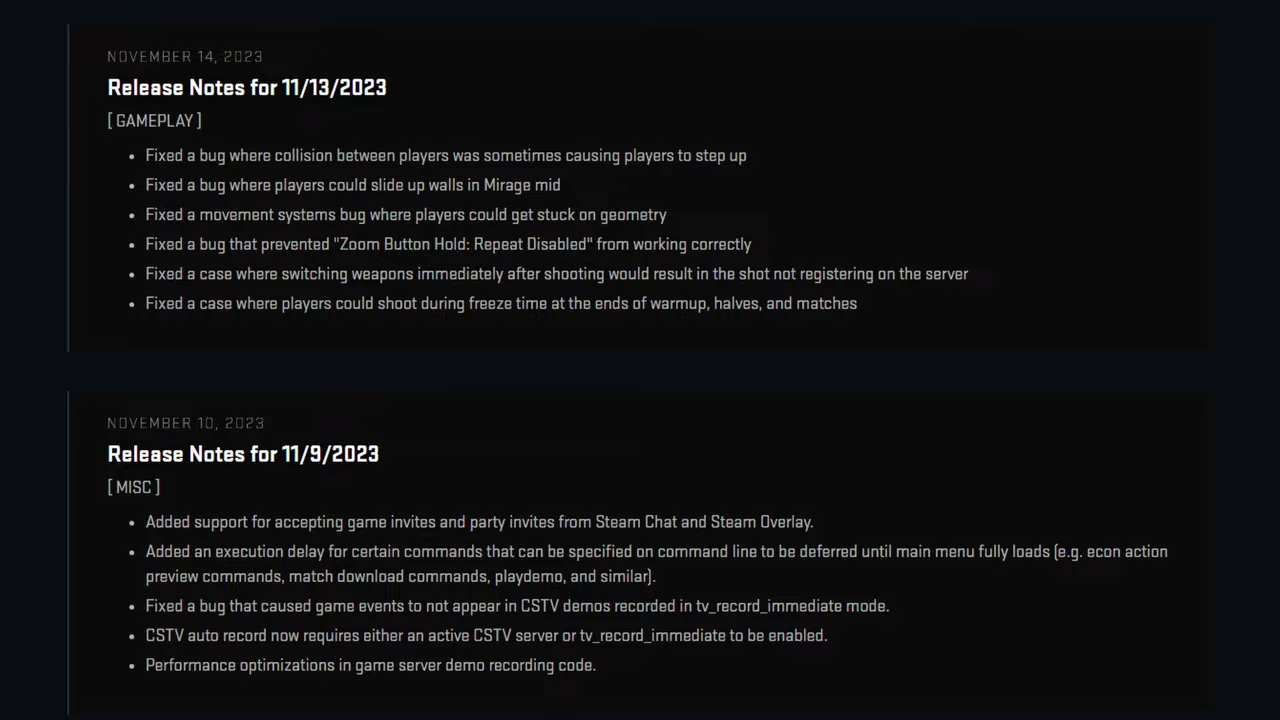 NOVEMBER 14, 2023
Release Notes for 11/13/2023
[ GAMEPLAY ]
• Fixed a bug where collision between players was sometimes causing players to step up
• Fixed a bug where players could slide up walls in Mirage mid
• Fixed a movement systems bug where players could get stuck on geometry
• Fixed a bug that prevented "Zoom Button Hold: Repeat Disabled" from working correctly
• Fixed a case where switching weapons immediately after shooting would result in the shot not registering on the server
• Fixed a case where players could shoot during freeze time at the ends of warmup, halves, and matches
NOVEMBER 10, 2023
Release Notes for 11/9/2023
[ MISC ]
• Added support for accepting game invites and party invites from Steam Chat and Steam Overlay.
• Added an execution delay for certain commands that can be specified on command line to be deferred until main menu fully loads (e.g. econ action
preview commands, match download commands, playdemo, and similar).
• Fixed a bug that caused game events to not appear in CSTV demos recorded in tv_record_immediate mode.
• CSTV auto record now requires either an active CSTV server or tv_record_immediate to be enabled.
• Performance optimizations in game server demo recording code.